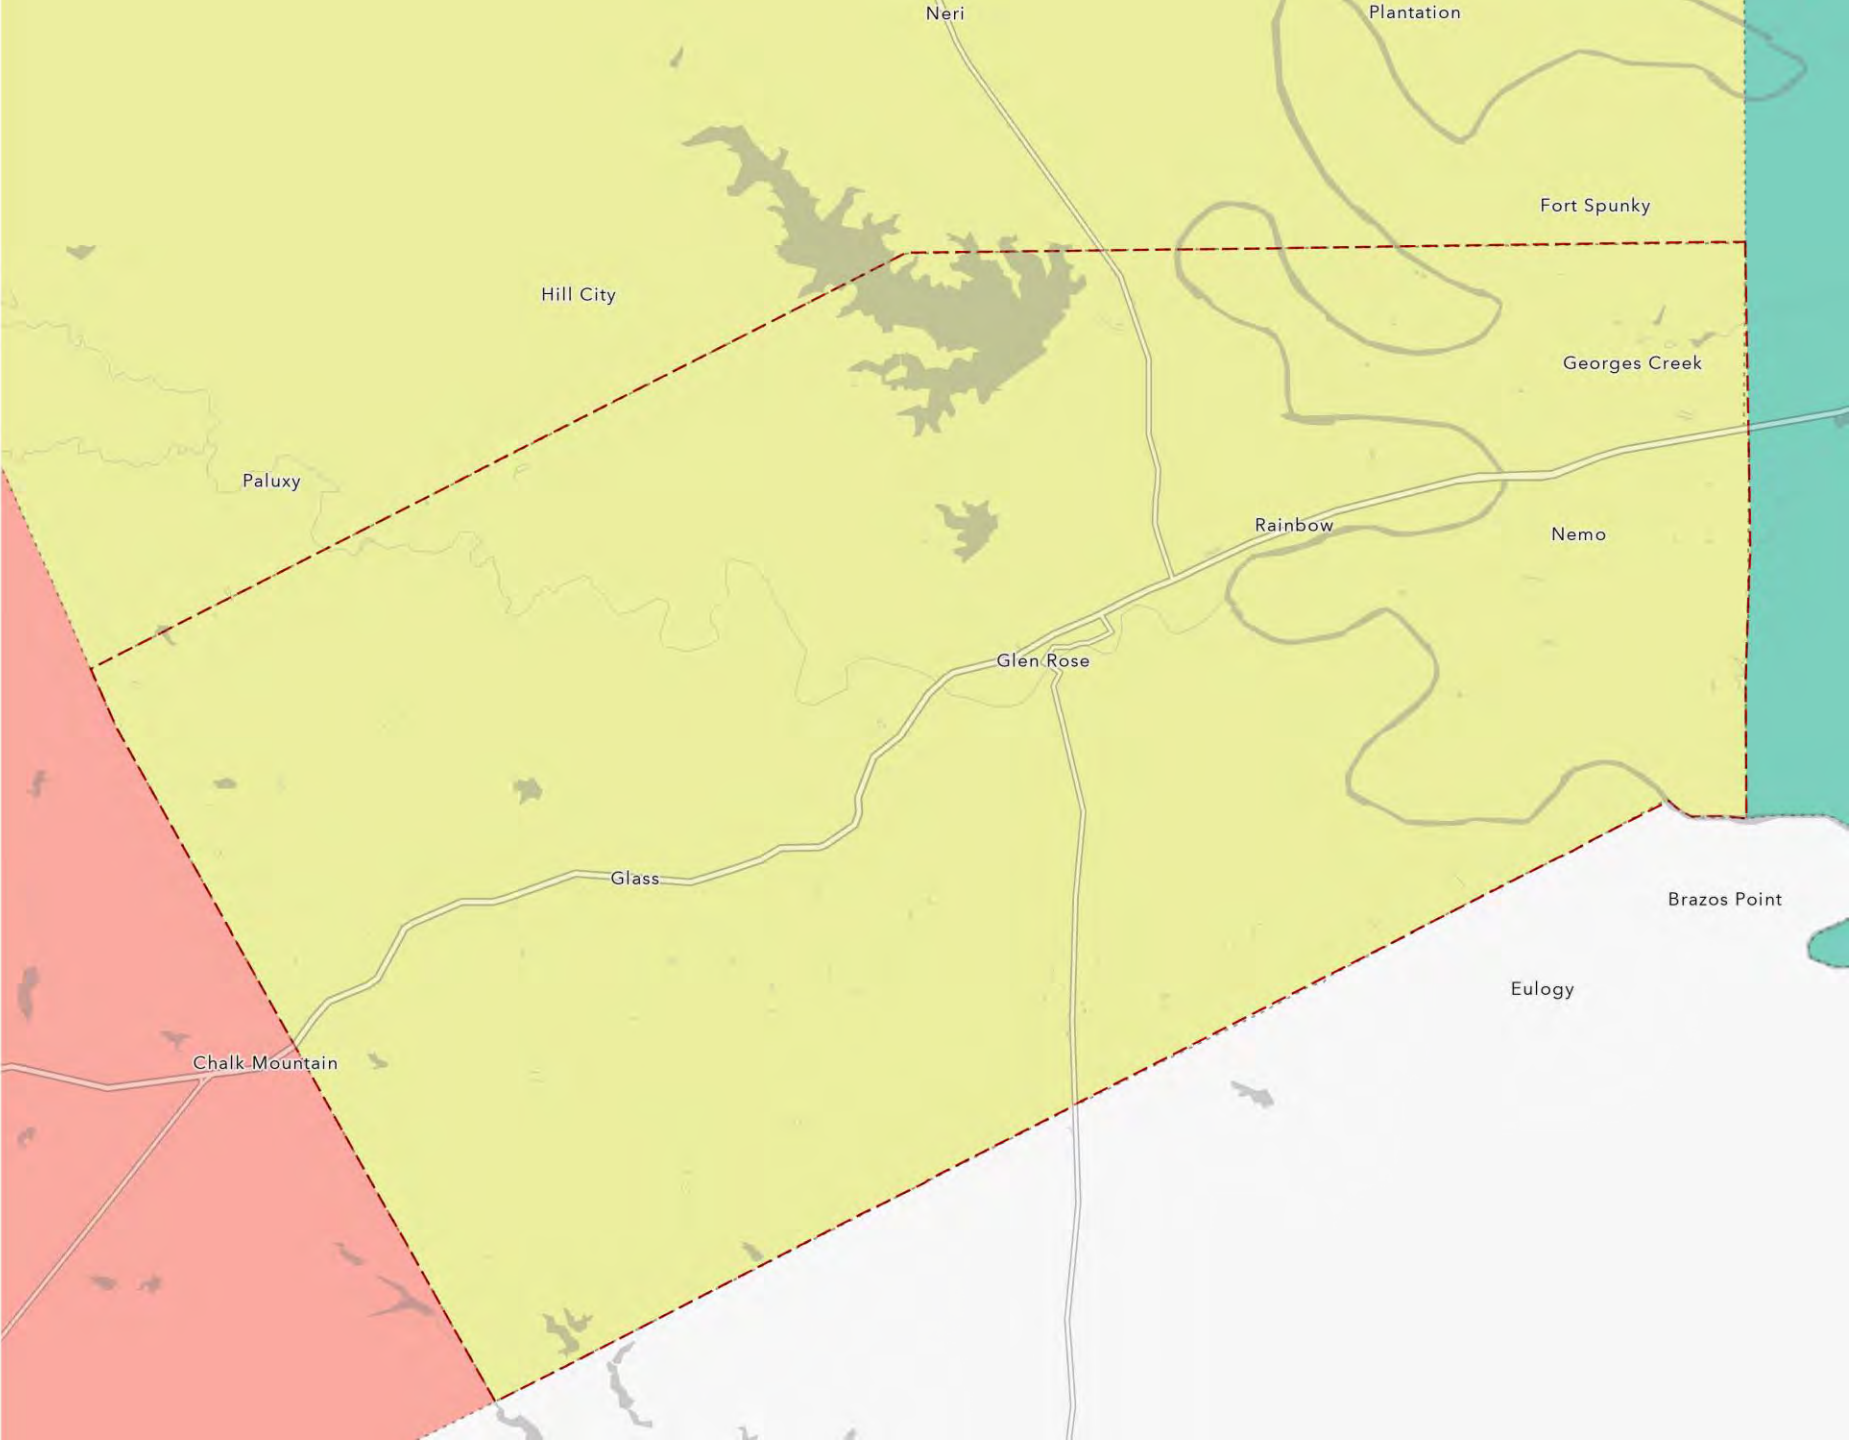 Neri
Plantation
Fort Spunky
Hill City
Georges Creek
Paluxy
Rainbow
Nemo
Glen Rose
Glass
Brazos Point
Eulogy
Chalk Mountain